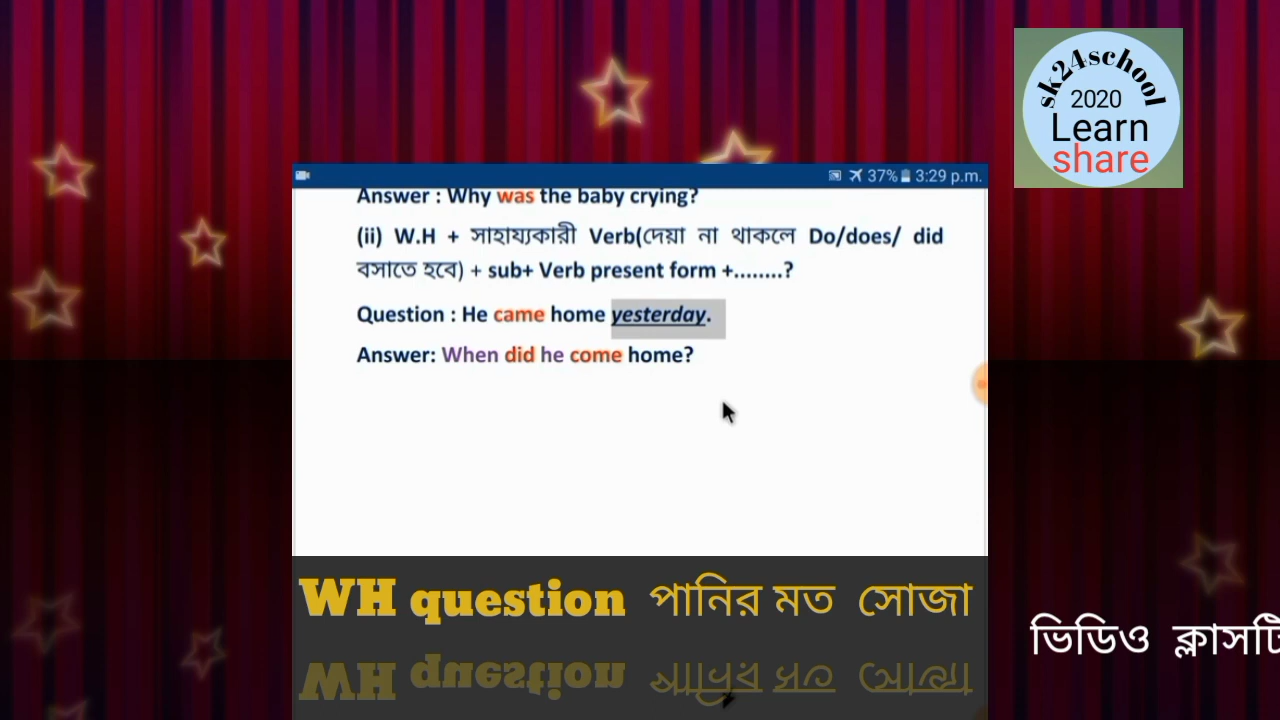 sk24school
2020
Learn
share
37% 3:29 p.m.
Answer : Why was the baby crying?
(ii) W.H + সাহায্যকারী Verb(দেয়া না থাকলে Do/does/ did
বসাতে হবে) + sub+ Verb present form +........?
Question : He came home yesterday.
Answer: When did he come home?
WH question পানির মত সোজা
ভিডিও ক্লাসটি